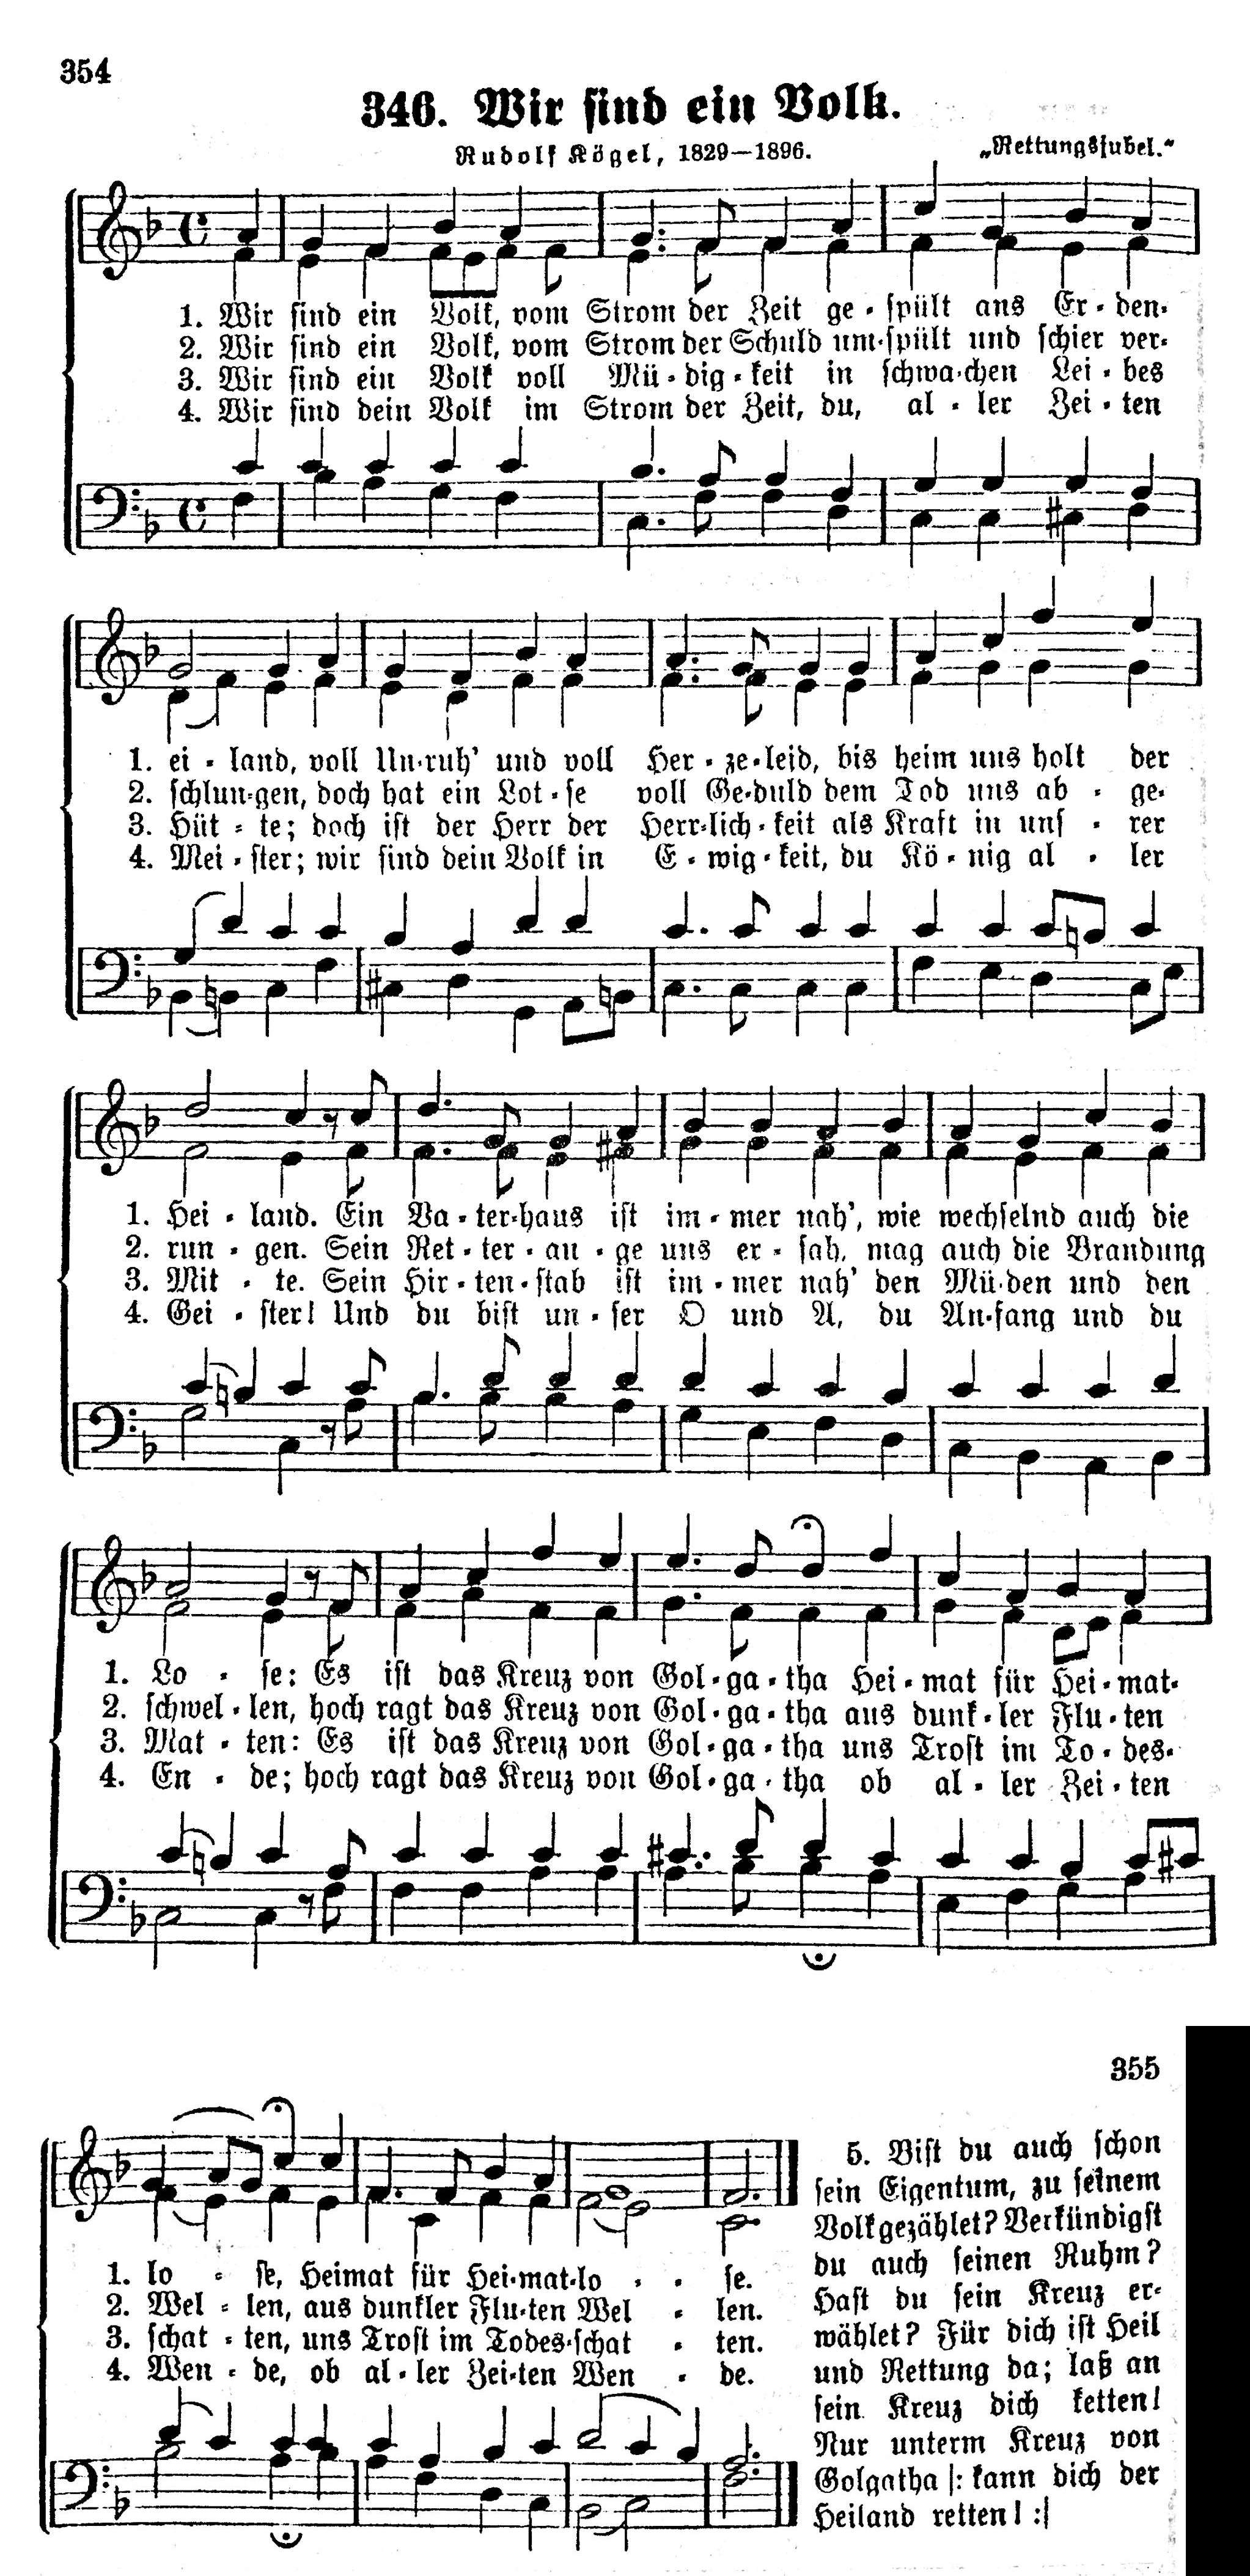 354
346. Wir sind ein Volk.
Rudolf Kögel, 1829—1896.
„Rettungsjubel.“
1. Wir sind ein Volk, vom Strom der Zeit ge - spült ans Er - den-
2. Wir sind ein Volk, vom Strom der Schuld um-spült und schier ver-
3. Wir sind ein Volk voll Mü - dig - keit in schwa-chen Lei - bes
4. Wir sind dein Volk im Strom der Zeit, du, al - ler Zei - ten
1. ei - land, voll Un-ruh' und voll Her - ze-leid, bis heim uns holt der
2. schlun-gen, doch hat ein Lot - se voll Ge-duld dem Tod uns ab - ge-
3. Hüt - te; doch ist der Herr der Herr-lich - keit als Kraft in uns - rer
4. Mei - ster; wir sind dein Volk in E - wig - keit, du Kö - nig al - ler
1. Hei - land. Ein Va - ter-haus ist im - mer nah', wie wechselnd auch die
2. run - gen. Sein Ret - ter - au - ge uns er - sah, mag auch die Brandung
3. Mit - te. Sein Hir - ten - stab ist im - mer nah' den Mü-den und den
4. Gei - ster! Und du bist un - ser O und A, du An-fang und du
1. Lo - se: Es ist das Kreuz von Gol - ga - tha Hei - mat für Hei - mat-
2. schwel - len, hoch ragt das Kreuz von Gol - ga - tha aus dunk - ler Flu - ten
3. Mat - ten: Es ist das Kreuz von Gol - ga - tha uns Trost im To - des-
4. En - de; hoch ragt das Kreuz von Gol - ga - tha ob al - ler Zei - ten
355
1. lo - se, Heimat für Hei-mat-lo - - se.
2. Wel - len, aus dunkler Flu-ten Wel - len.
3. schat - ten, uns Trost im Todes-schat - ten.
4. Wen - de, ob al - ler Zei-ten Wen - de.
5. Bist du auch schon
sein Eigentum, zu seinem
Volk gezählet? Verkündigst
du auch seinen Ruhm?
Hast du sein Kreuz er-
wählet? Für dich ist Heil
und Rettung da; laß an
sein Kreuz dich ketten!
Nur unterm Kreuz von
Golgatha |: kann dich der
Heiland retten! :|